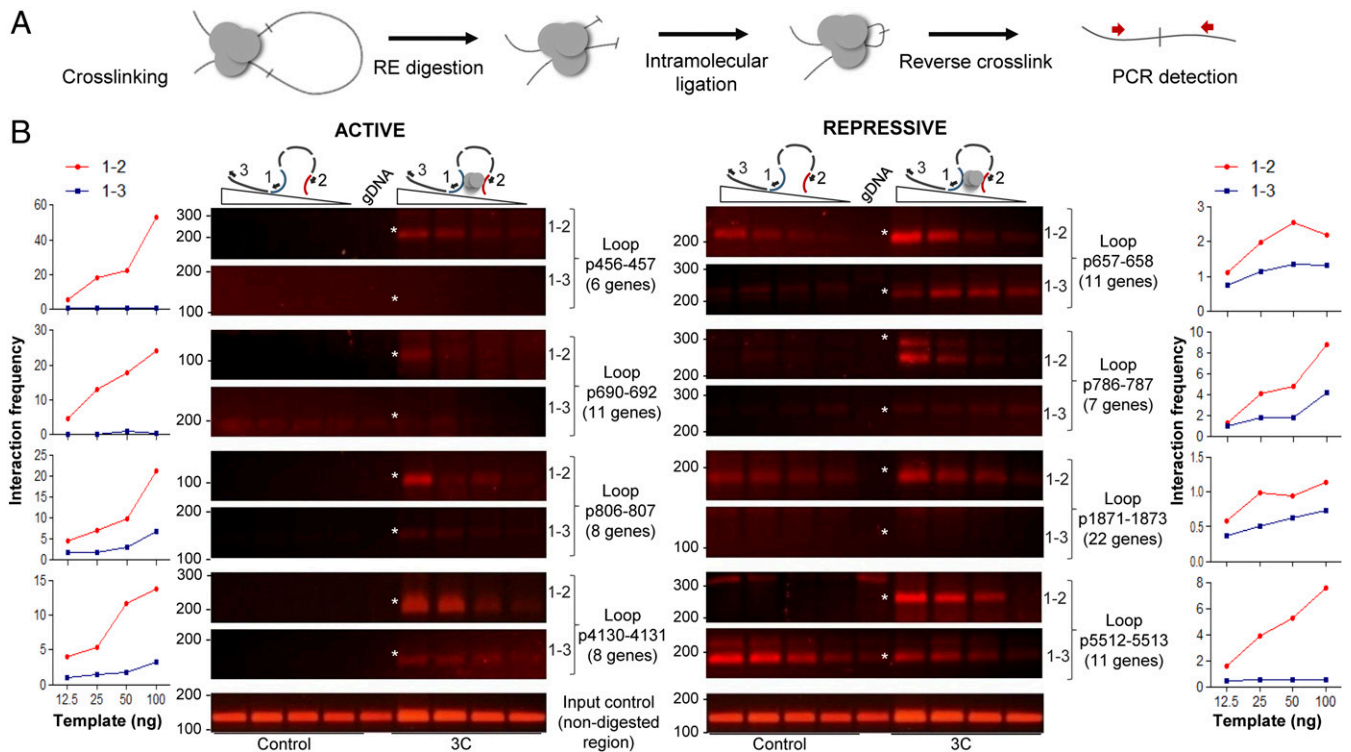 A
Crosslinking
RE digestion
Intramolecular
ligation
Reverse crosslink
PCR detection
B
ACTIVE
REPRESSIVE
1-2
1-3
3
1
2
gDNA
3
1
2
3
1
2
gDNA
3
1
2
1-2
1-3
Interaction frequency
60
40
20
0
300
200
*
1-2
200
100
*
1-3
Loop
p456-457
(6 genes)
30
20
10
0
100
*
1-2
200
*
1-3
Loop
p690-692
(11 genes)
25
20
15
10
5
0
100
*
1-2
200
100
*
1-3
Loop
p806-807
(8 genes)
15
10
5
0
300
200
*
1-2
200
*
1-3
Loop
p4130-4131
(8 genes)
12.5 25 50 100
Template (ng)
200
100
Input control
(non-digested
region)
Control
3C
200
*
1-2
300
200
*
1-3
Loop
p657-658
(11 genes)
300
*
1-2
300
200
*
1-3
Loop
p786-787
(7 genes)
200
*
1-2
100
*
1-3
Loop
p1871-1873
(22 genes)
300
200
*
1-2
200
*
1-3
Loop
p5512-5513
(11 genes)
200
100
Control
3C
Interaction frequency
3
2
1
0
10
8
6
4
2
0
1.5
1.0
0.5
0.0
8
6
4
2
0
12.5 25 50 100
Template (ng)